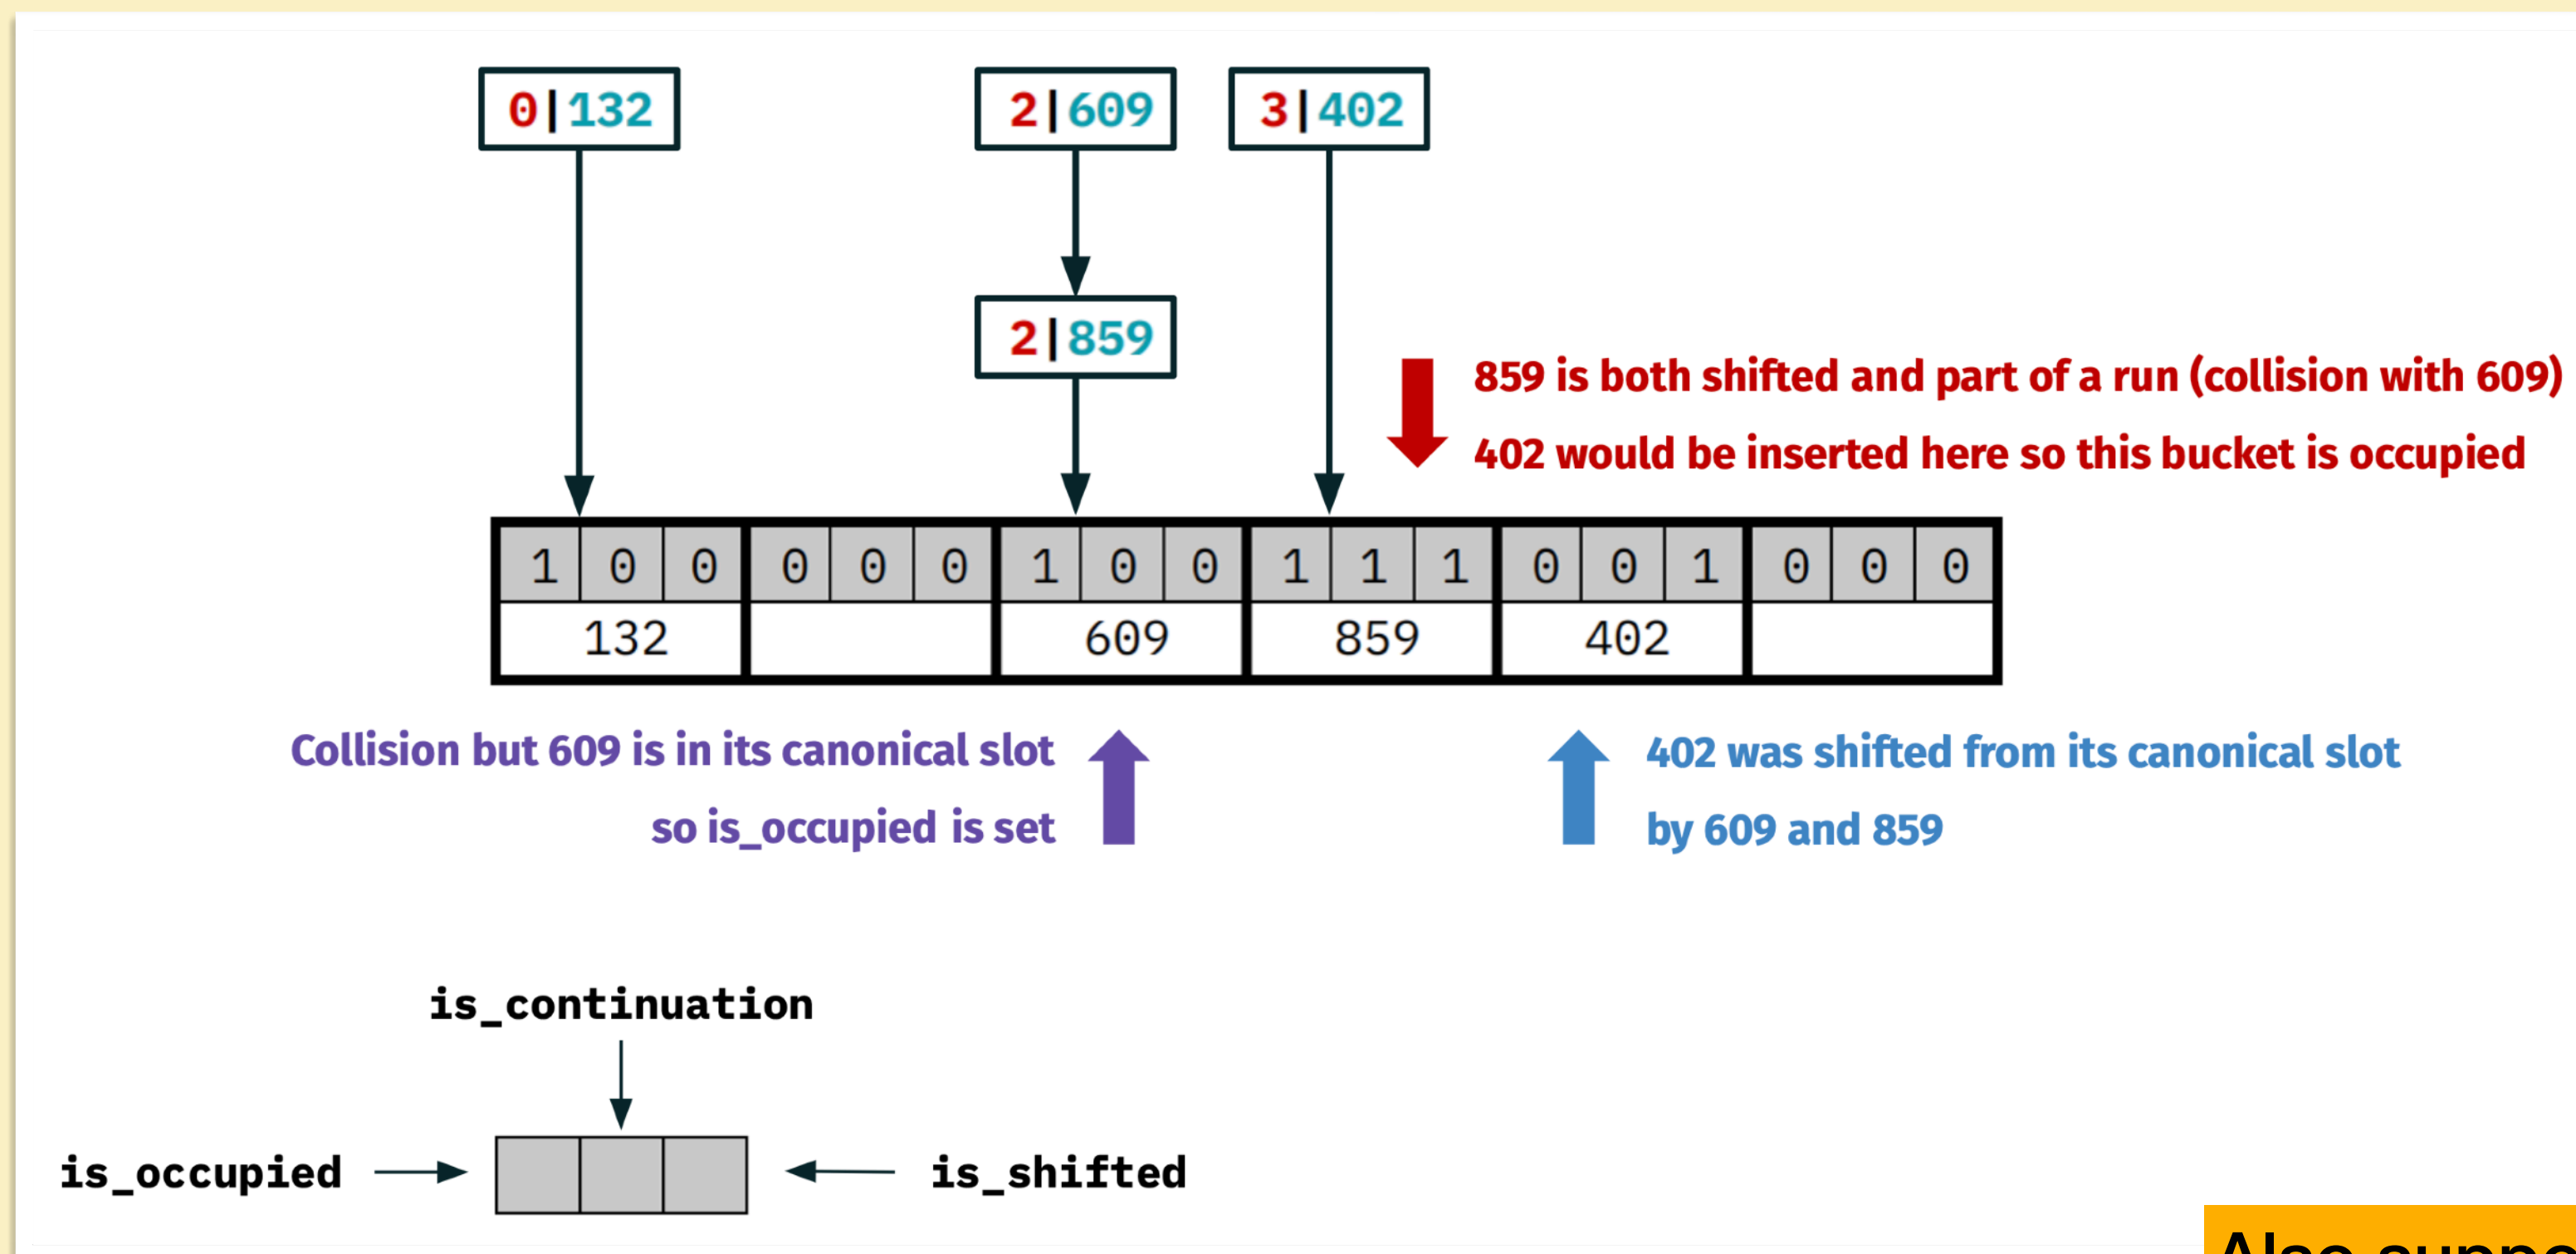 0|132
2|609
3|402
2|859
859 is both shifted and part of a run (collision with 609)
402 would be inserted here so this bucket is occupied
1 0 0 0 0 0 1 0 0 1 1 1 0 0 1 0 0 0
132 609 859 402
Collision but 609 is in its canonical slot
so is_occupied is set
402 was shifted from its canonical slot
by 609 and 859
is_continuation
is_occupied
is_shifted
Also